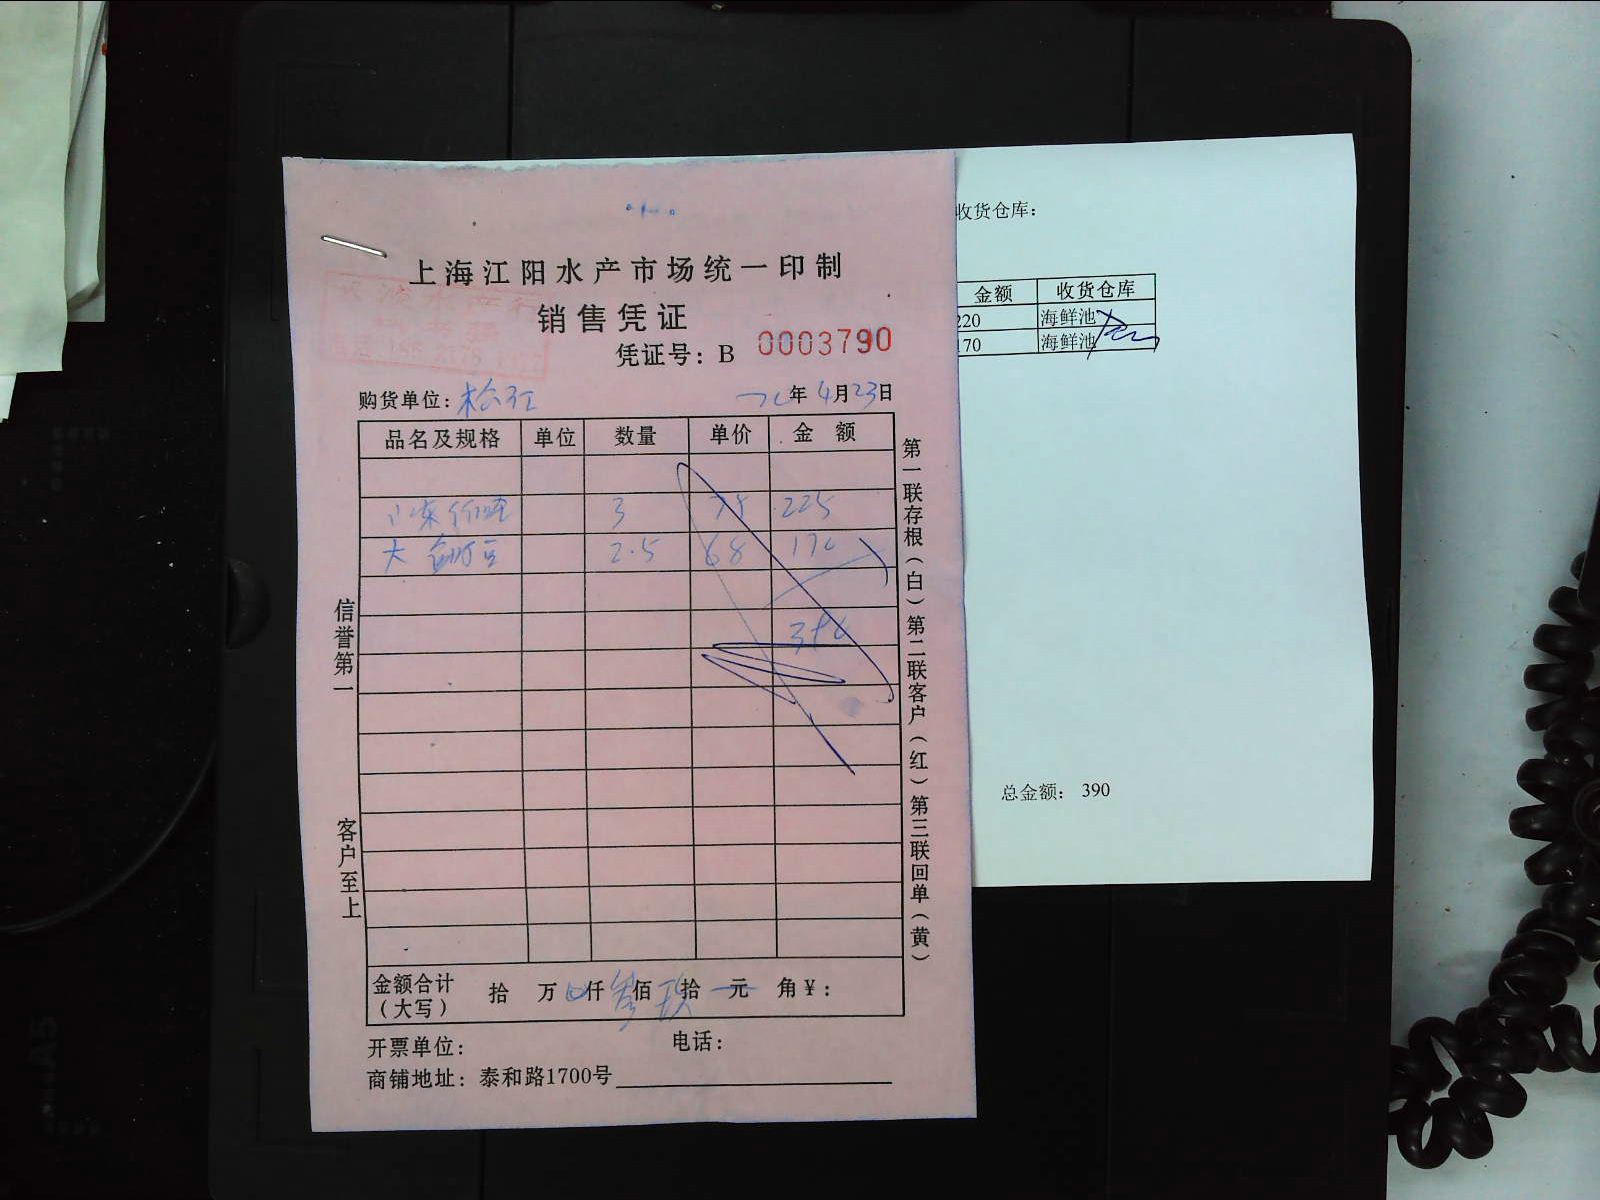 上海江阳水产市场统一印制
销售凭证
凭证号：B 0003790
购货单位：松江 年4月23日
品名及规格 单位 数量 单价 金额
3 75 225
大 2.5 68 170
金额合计（大写） 拾 万 仟 佰 拾 元 角￥：
开票单位： 电话：
商铺地址：泰和路1700号
信誉第一 客户至上
第一联存根（白）第二联客户（红）第三联回单（黄）
收货仓库：
金额 收货仓库
220 海鲜池
170 海鲜池
总金额： 390